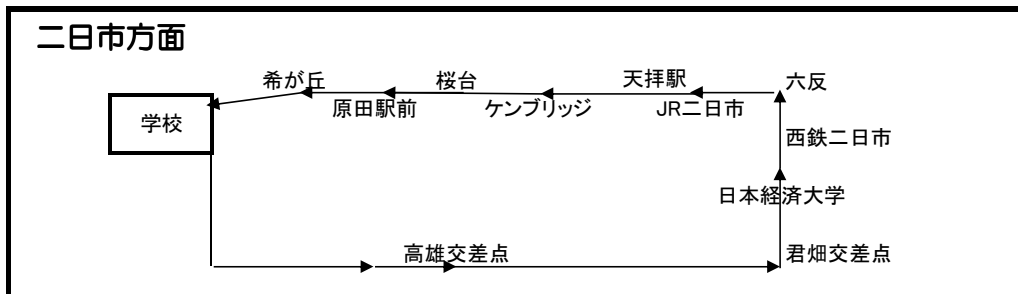 二日市方面
希が丘
桜台
天拝駅
六反
原田駅前
ケンブリッジ
JR二日市
学校
西鉄二日市
日本経済大学
高雄交差点
君畑交差点